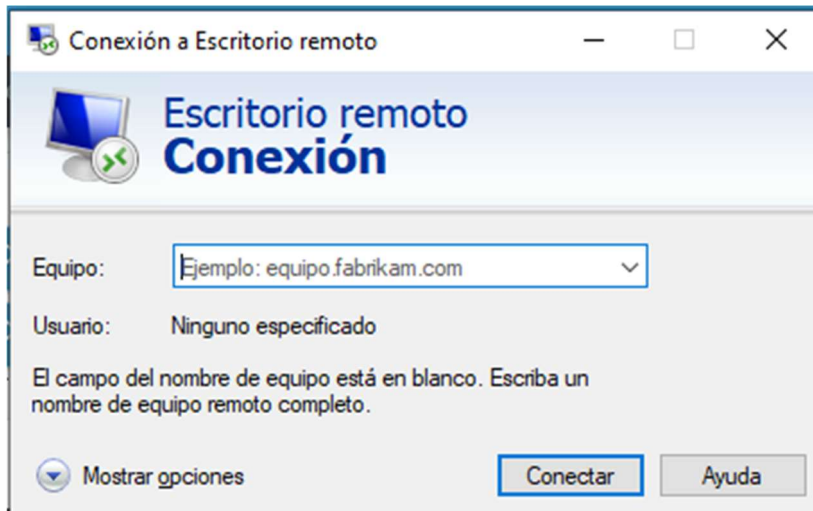 Conexión a Escritorio remoto
Escritorio remoto
Conexión
Equipo: Ejemplo: equipo.fabrikam.com
Usuario: Ninguno especificado
El campo del nombre de equipo está en blanco. Escriba un
nombre de equipo remoto completo.
Mostrar opciones Conectar Ayuda